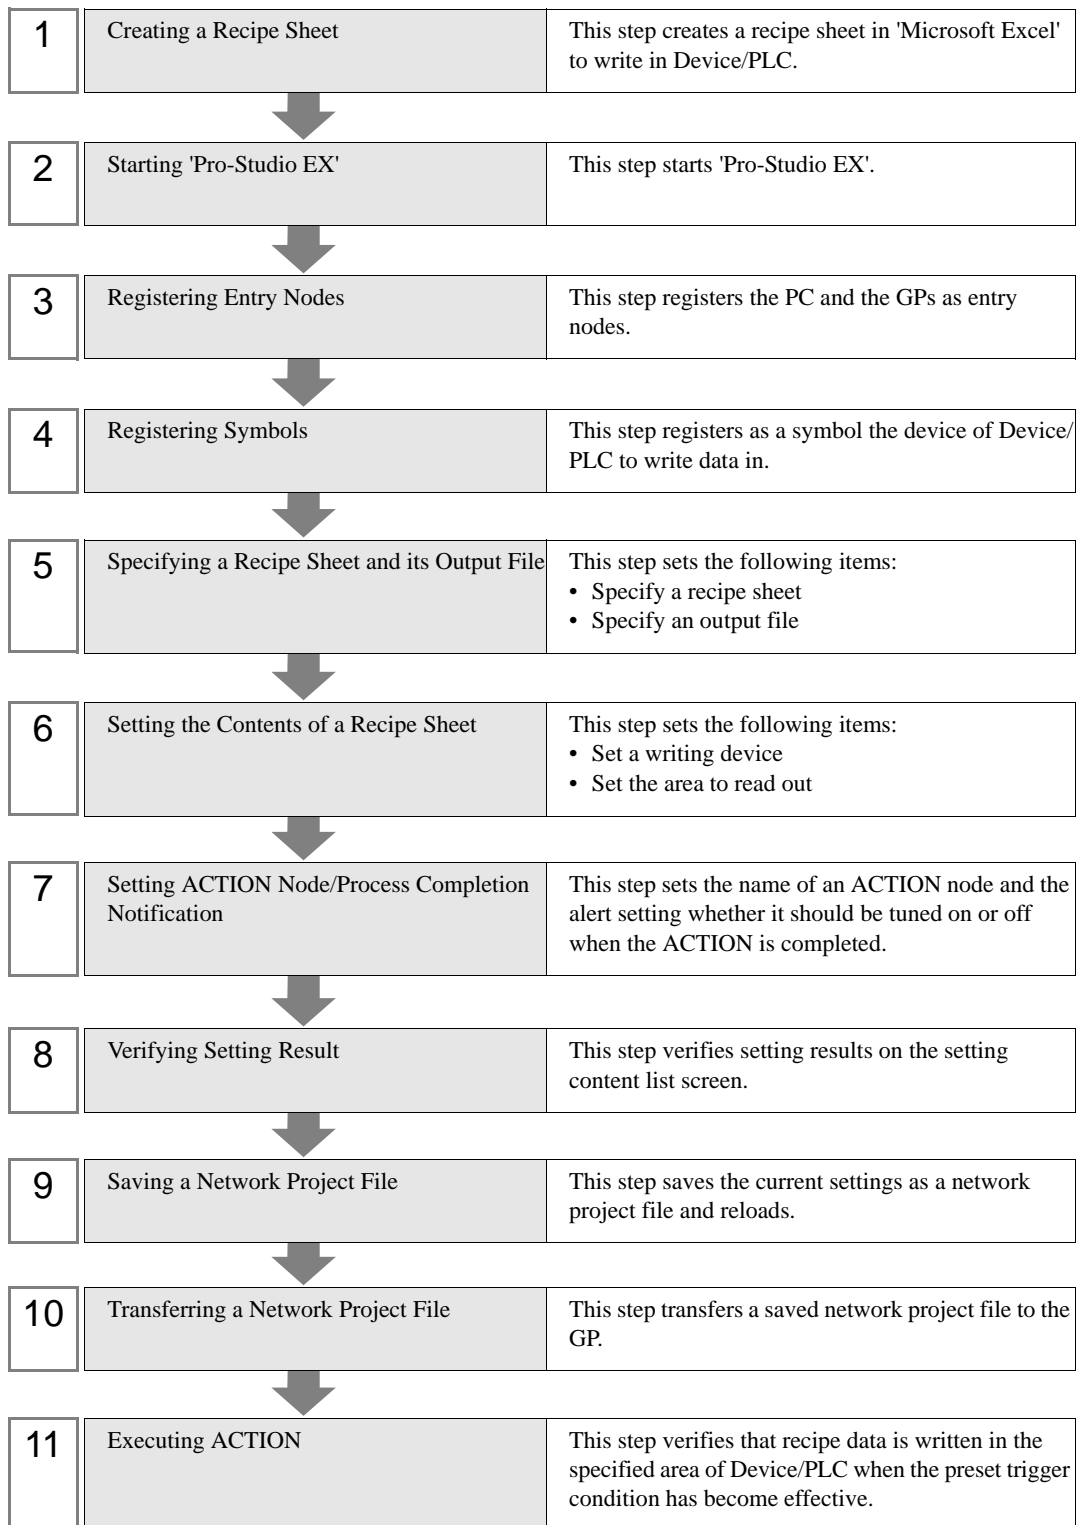 1
Creating a Recipe Sheet
This step creates a recipe sheet in 'Microsoft Excel'
to write in Device/PLC.
2
Starting 'Pro-Studio EX'
This step starts 'Pro-Studio EX'.
3
Registering Entry Nodes
This step registers the PC and the GPs as entry
nodes.
4
Registering Symbols
This step registers as a symbol the device of Device/
PLC to write data in.
5
Specifying a Recipe Sheet and its Output File
This step sets the following items:
• Specify a recipe sheet
• Specify an output file
6
Setting the Contents of a Recipe Sheet
This step sets the following items:
• Set a writing device
• Set the area to read out
7
Setting ACTION Node/Process Completion
Notification
This step sets the name of an ACTION node and the
alert setting whether it should be tuned on or off
when the ACTION is completed.
8
Verifying Setting Result
This step verifies setting results on the setting
content list screen.
9
Saving a Network Project File
This step saves the current settings as a network
project file and reloads.
10
Transferring a Network Project File
This step transfers a saved network project file to the
GP.
11
Executing ACTION
This step verifies that recipe data is written in the
specified area of Device/PLC when the preset trigger
condition has become effective.